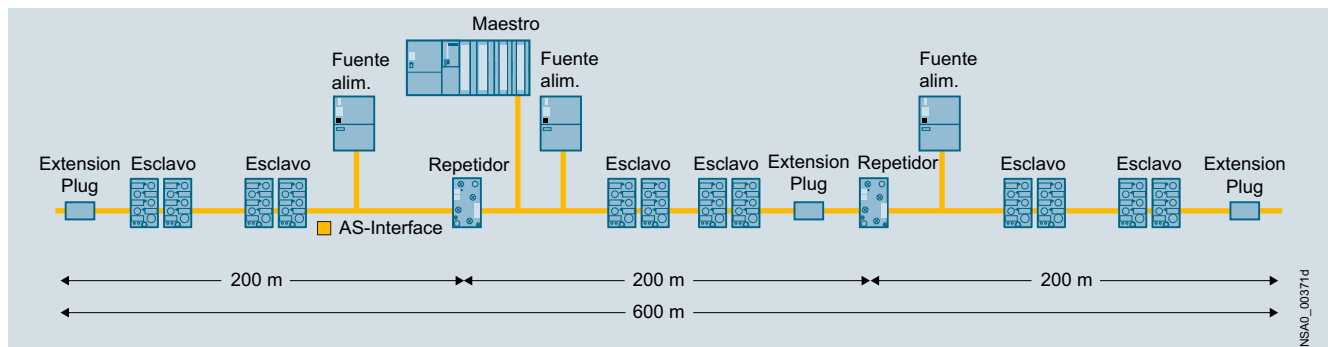 Maestro
Fuente
alim.
Fuente
alim.
Fuente
alim.
Extension
Plug
Esclavo
Esclavo
Repetidor
Esclavo
Esclavo
Extension
Plug
Repetidor
Esclavo
Esclavo
Extension
Plug
AS-Interface
200 m
200 m
200 m
600 m
NSA0_00371d